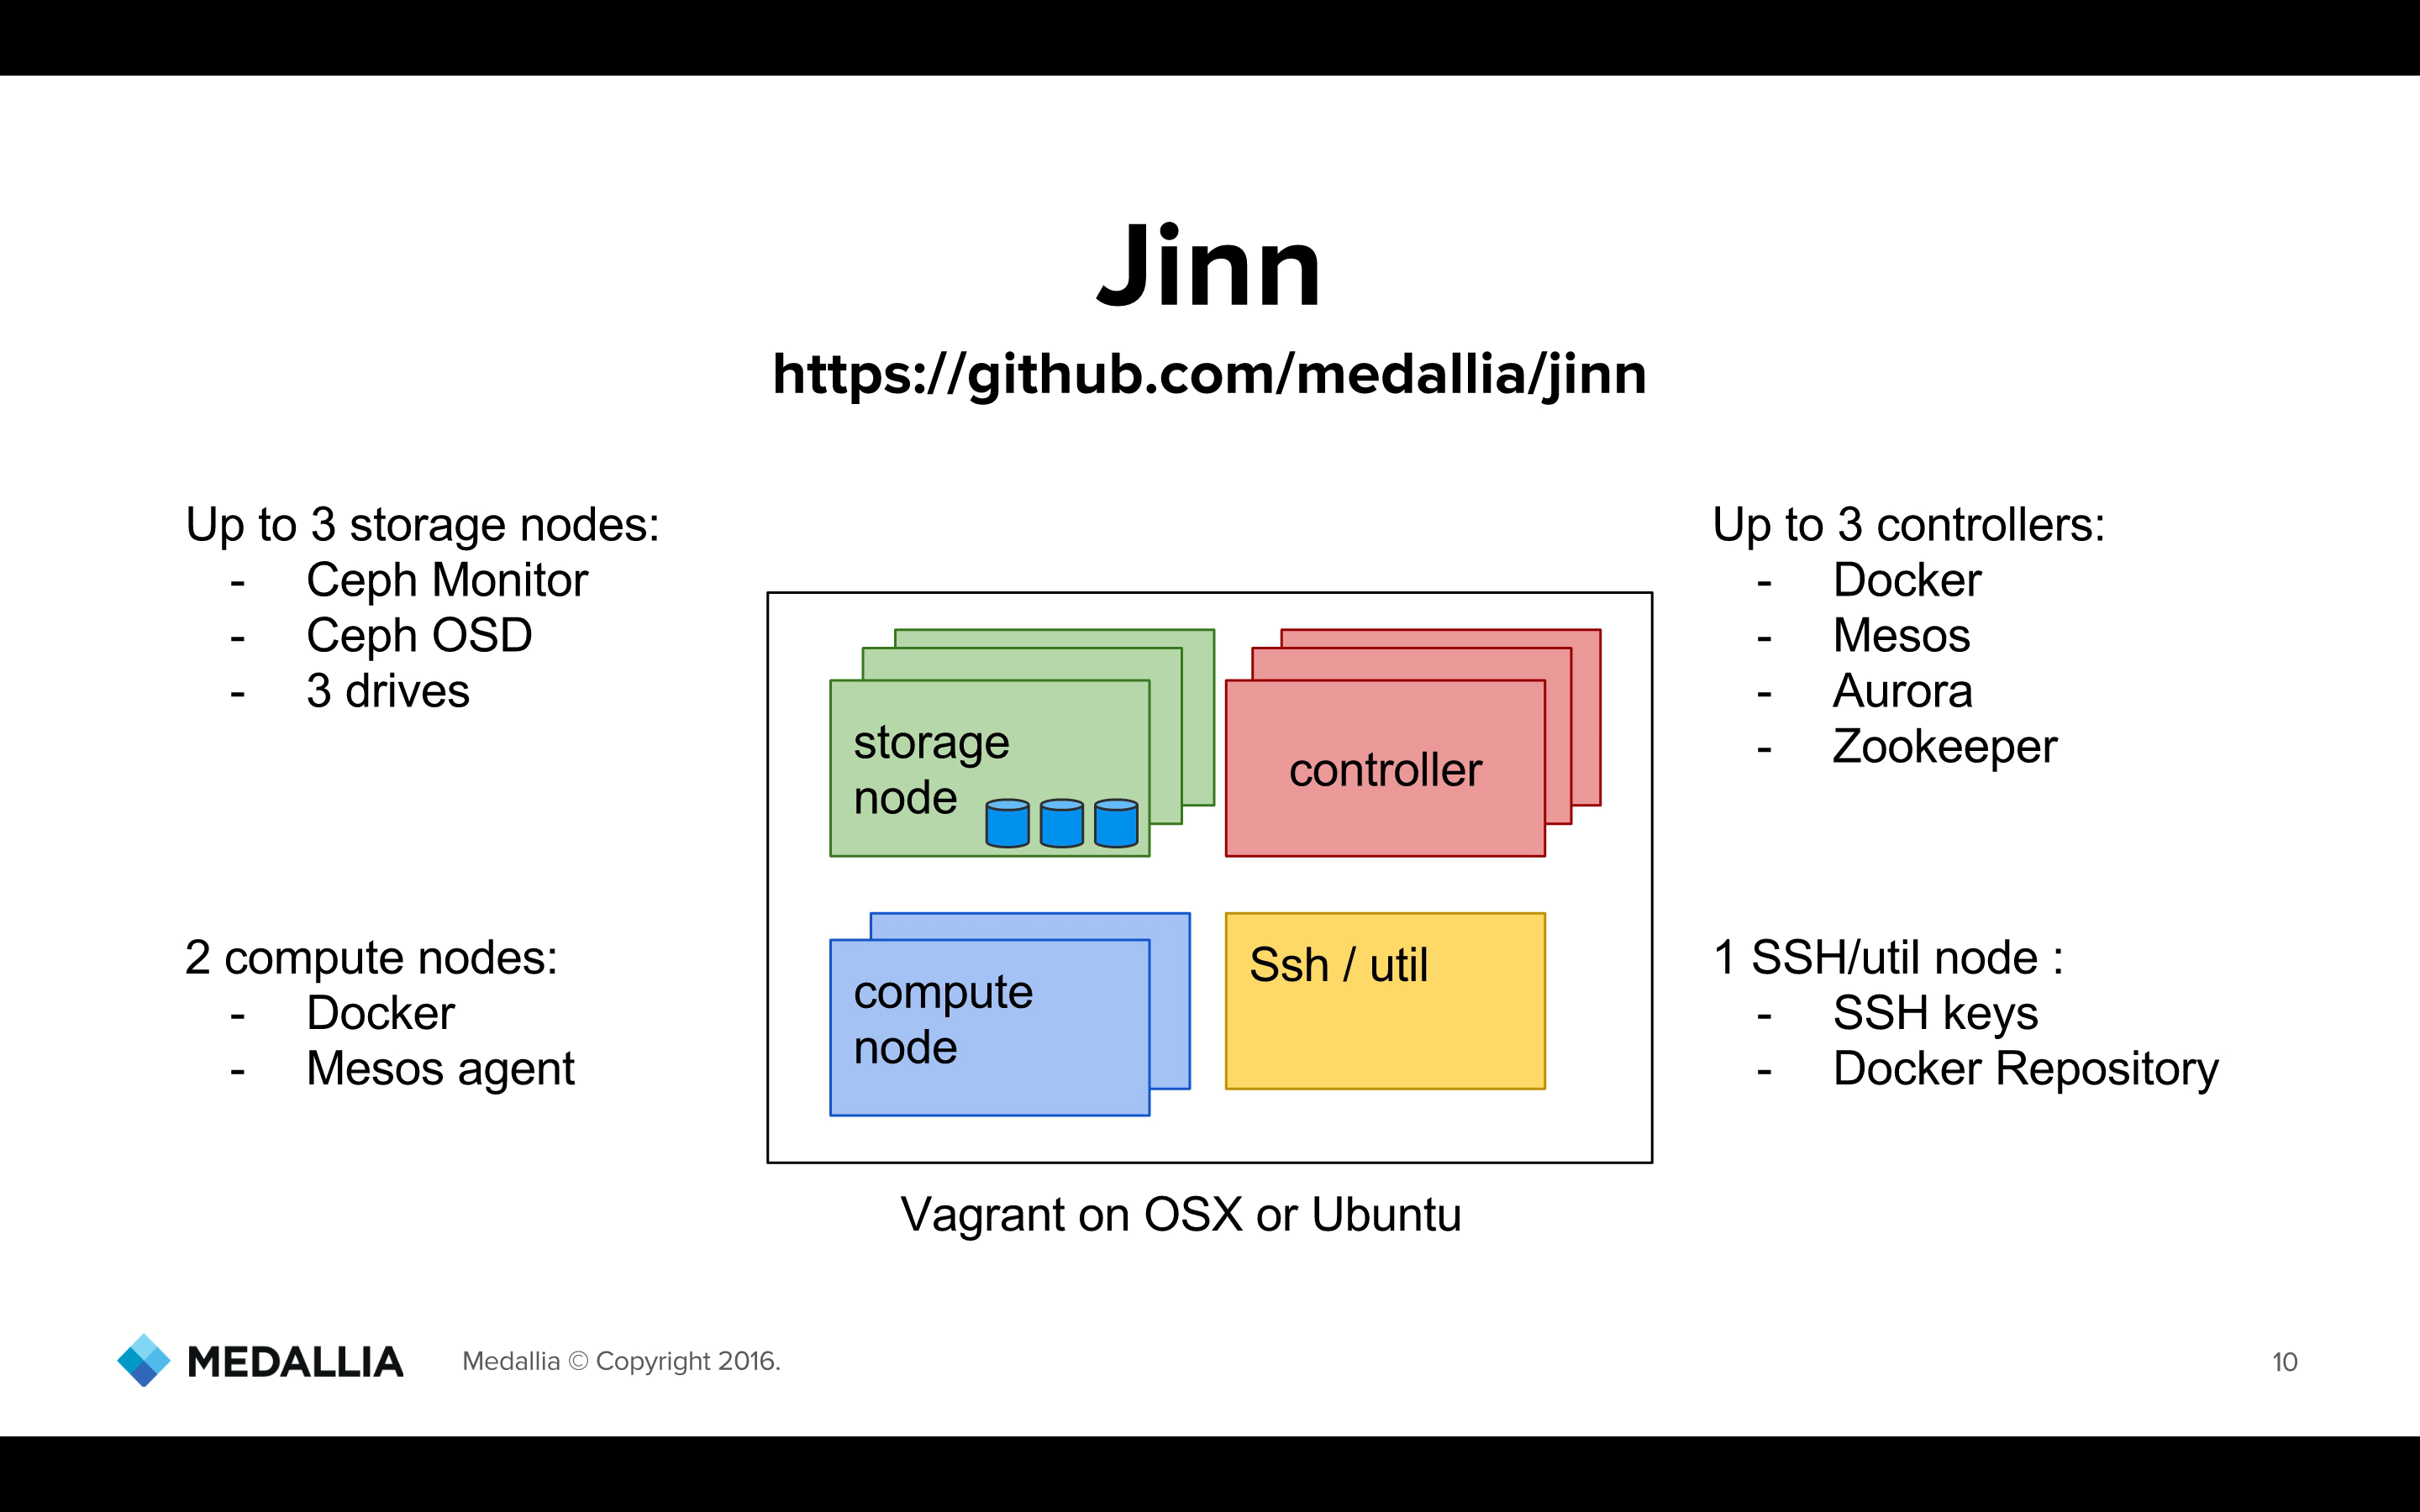 Jinn
https://github.com/medallia/jinn
Up to 3 storage nodes:
- Ceph Monitor
- Ceph OSD
- 3 drives
Up to 3 controllers:
- Docker
- Mesos
- Aurora
- Zookeeper
storage
node
controller
2 compute nodes:
- Docker
- Mesos agent
compute
node
Ssh / util
1 SSH/util node :
- SSH keys
- Docker Repository
Vagrant on OSX or Ubuntu
MEDALLIA
Medallia © Copyright 2016.
10